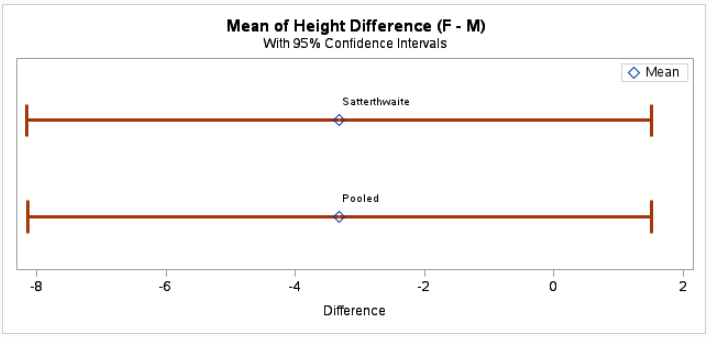 Mean of Height Difference (F - M)
With 95% Confidence Intervals
Mean
Satterthwaite
Pooled
-8 -6 -4 -2 0 2
Difference